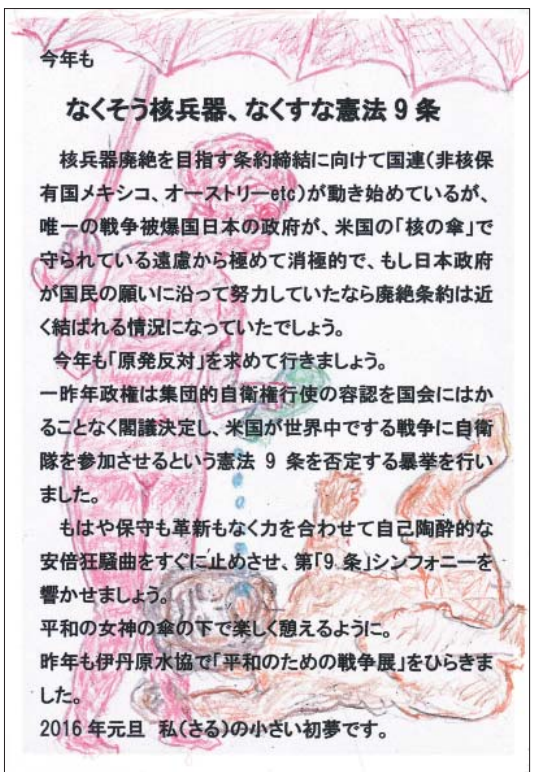 今年も
なくそう核兵器、なくすな憲法9条
核兵器廃絶を目指す条約締結に向けて国連(非核保
有国メキシコ、オーストリーetc)が動き始めているが、
唯一の戦争被爆国日本の政府が、米国の「核の傘」で
守られている遠慮から極めて消極的で、もし日本政府
が国民の願いに沿って努力していたなら廃絶条約は近
く結ばれる情況になっていたでしょう。
今年も「原発反対」を求めて行きましょう。
一昨年政権は集団的自衛権行使の容認を国会にはか
ることなく閣議決定し、米国が世界中でする戦争に自衛
隊を参加させるという憲法 9 条を否定する暴挙を行い
ました。
もはや保守も革新もなく力を合わせて自己陶酔的な
安倍狂騒曲をすぐに止めさせ、第「9 条」シンフォニーを
響かせましょう。
平和の女神の傘の下で楽しく憩えるように。
昨年も伊丹原水協で「平和のための戦争展」をひらきま
した。
2016 年元旦 私(さる)の小さい初夢です。